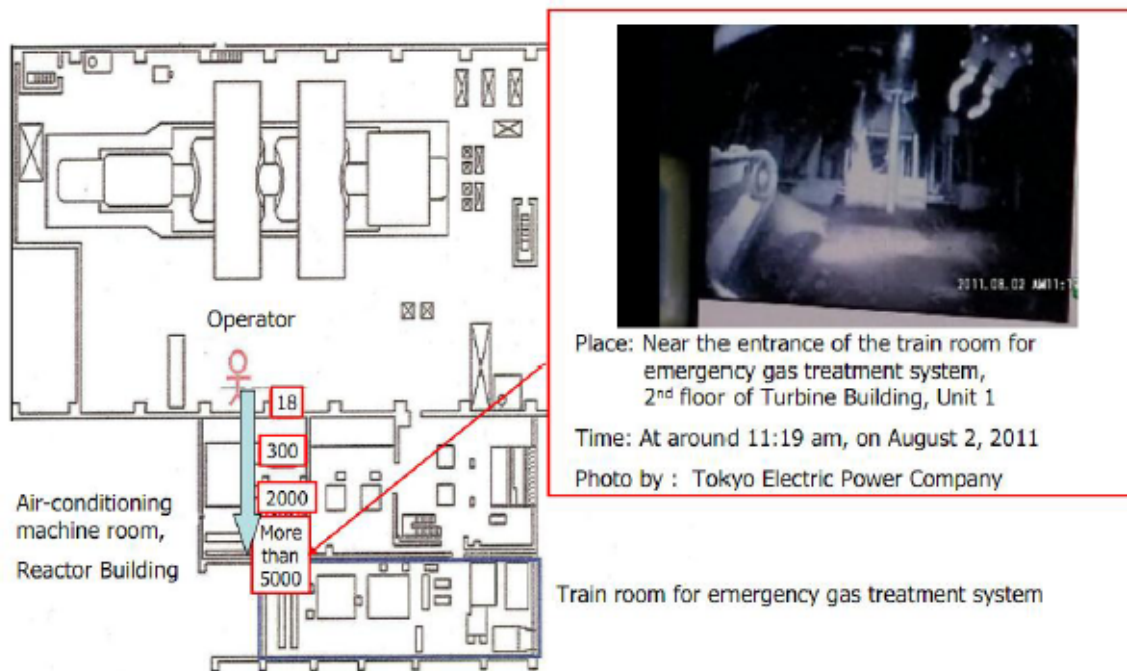 2011.08.02 AM11:19
Place: Near the entrance of the train room for
emergency gas treatment system,
2nd floor of Turbine Building, Unit 1
Time: At around 11:19 am, on August 2, 2011
Photo by : Tokyo Electric Power Company
Operator
18
300
2000
More
than
5000
Air-conditioning
machine room,
Reactor Building
Train room for emergency gas treatment system